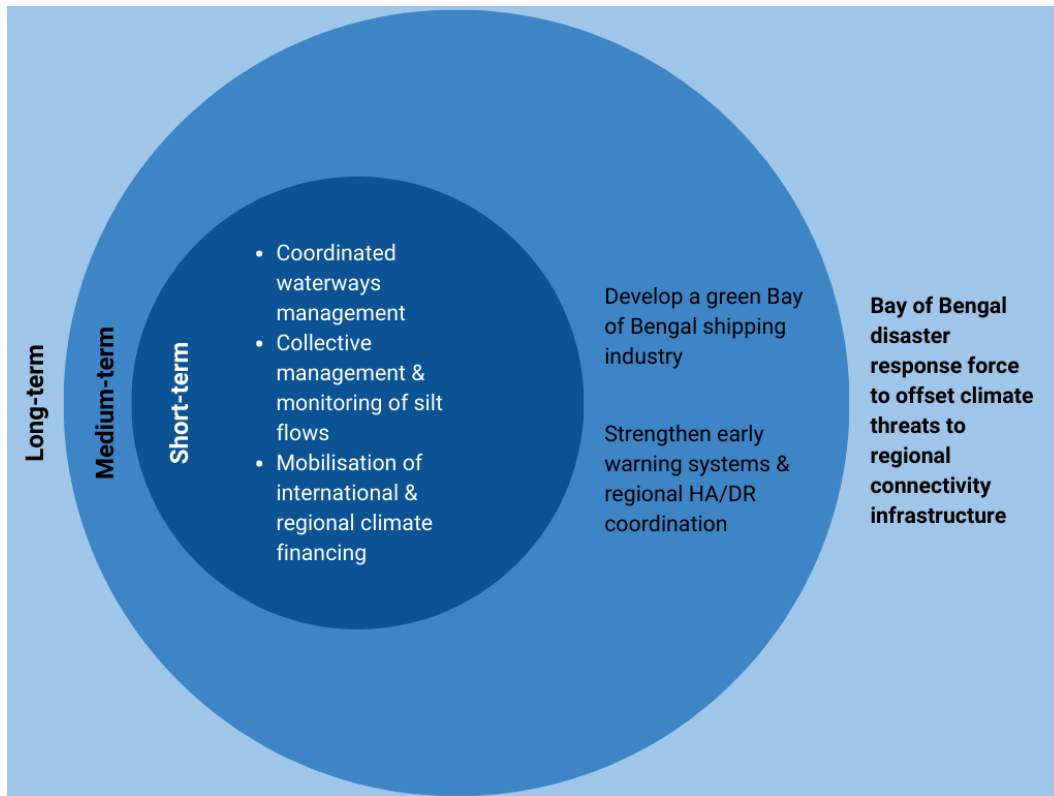 Long-term
Medium-term
Short-term
• Coordinated
waterways
management
• Collective
management &
monitoring of silt
flows
• Mobilisation of
international &
regional climate
financing
Develop a green Bay
of Bengal shipping
industry
Strengthen early
warning systems &
regional HA/DR
coordination
Bay of Bengal
disaster
response force
to offset climate
threats to
regional
connectivity
infrastructure